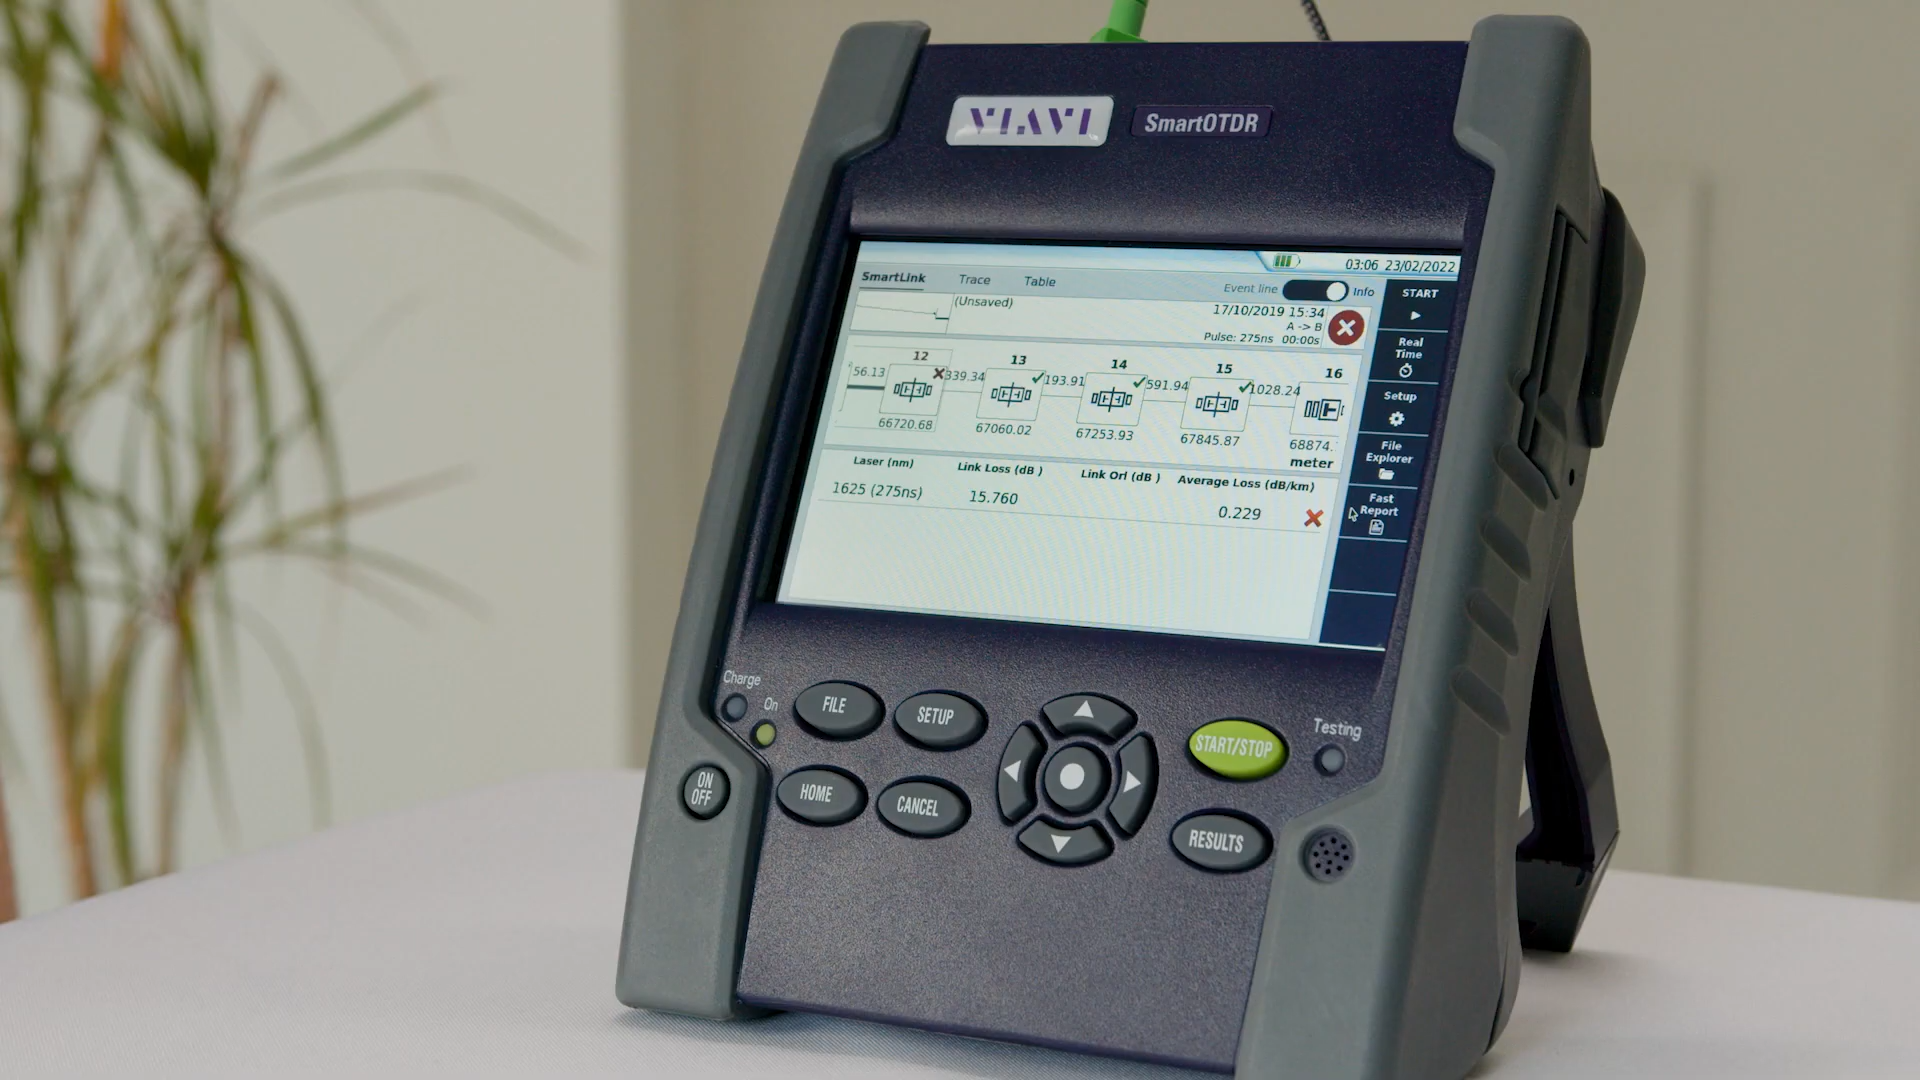 VIAVI SmartOTDR
03:06 23/02/2022
SmartLink Trace Table Event line Info
(Unsaved) 17/10/2019 15:34
A -> B
Pulse: 275ns 00:00s
12 13 14 15 16
56.13 339.34 193.91 591.94 1028.24
66720.68 67060.02 67253.93 67845.87 68874.
meter
Laser (nm) Link Loss (dB ) Link Orl (dB ) Average Loss (dB/km)
1625 (275ns) 15.760 0.229
START
Real
Time
Setup
File
Explorer
Fast
Report
Charge
On
FILE SETUP START/STOP Testing
ON
OFF
HOME CANCEL RESULTS